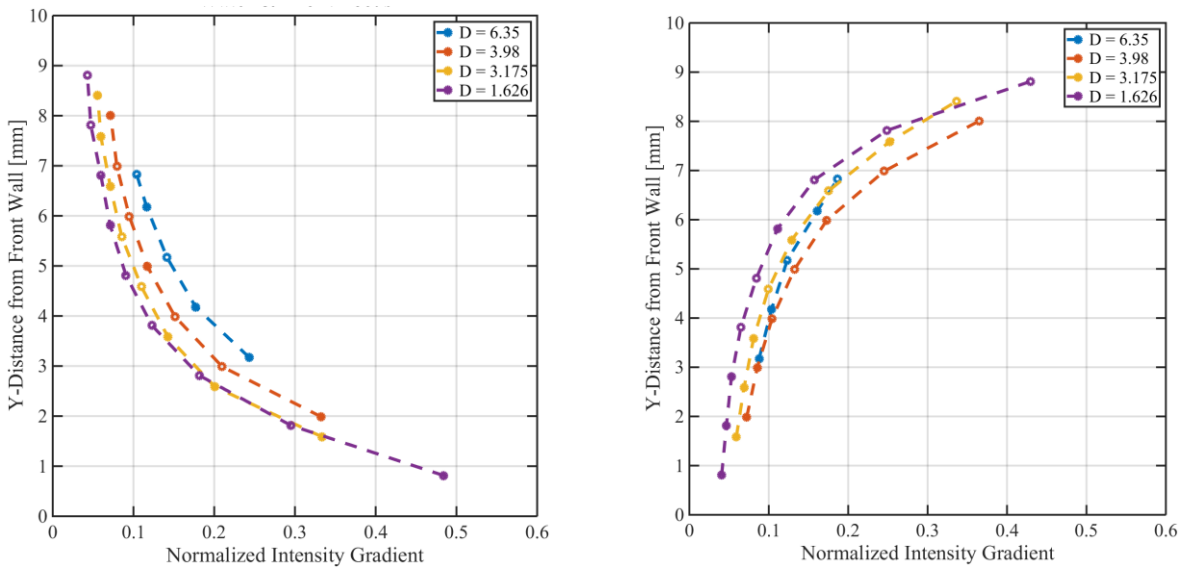 10
9
8
7
6
5
4
3
2
1
0
Y-Distance from Front Wall [mm]
D = 6.35
D = 3.98
D = 3.175
D = 1.626
0 0.1 0.2 0.3 0.4 0.5 0.6
Normalized Intensity Gradient
10
9
8
7
6
5
4
3
2
1
0
Y-Distance from Front Wall [mm]
D = 6.35
D = 3.98
D = 3.175
D = 1.626
0.1 0.2 0.3 0.4 0.5 0.6
Normalized Intensity Gradient